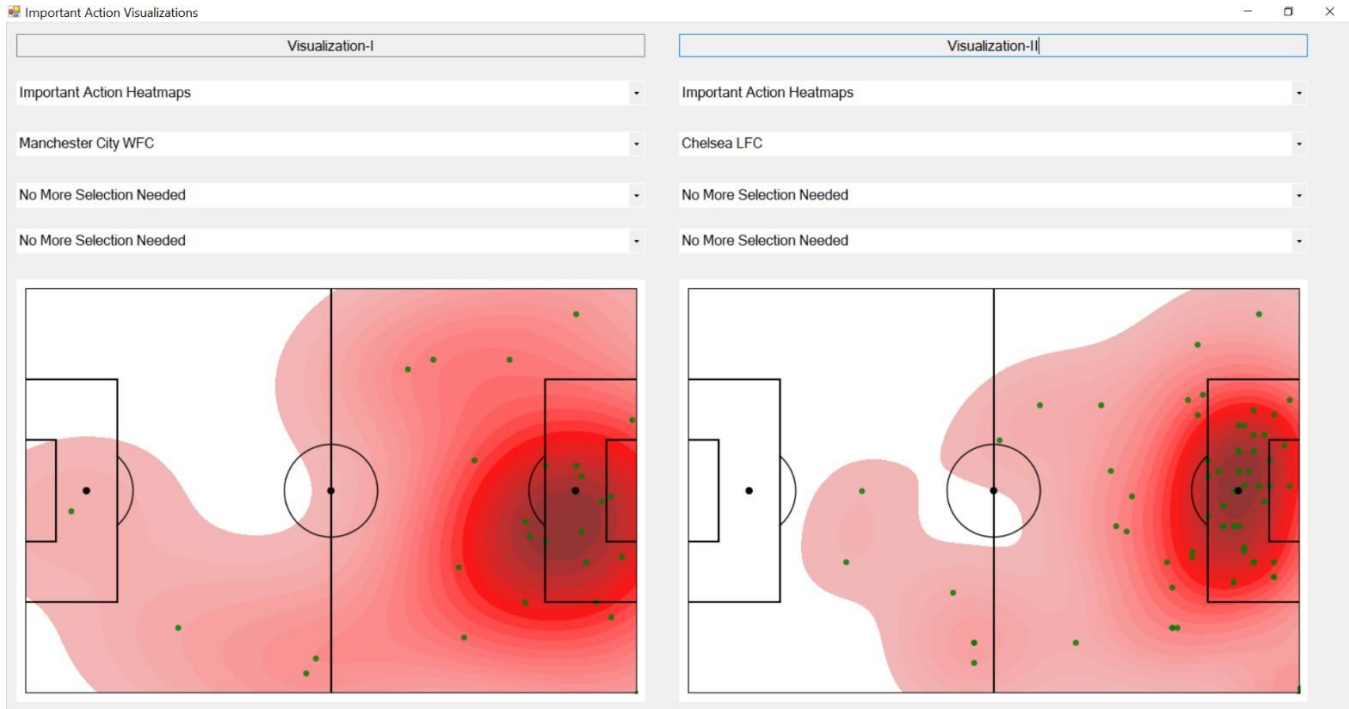 Important Action Visualizations
Visualization-I
Visualization-II
Important Action Heatmaps
Important Action Heatmaps
Manchester City WFC
Chelsea LFC
No More Selection Needed
No More Selection Needed
No More Selection Needed
No More Selection Needed